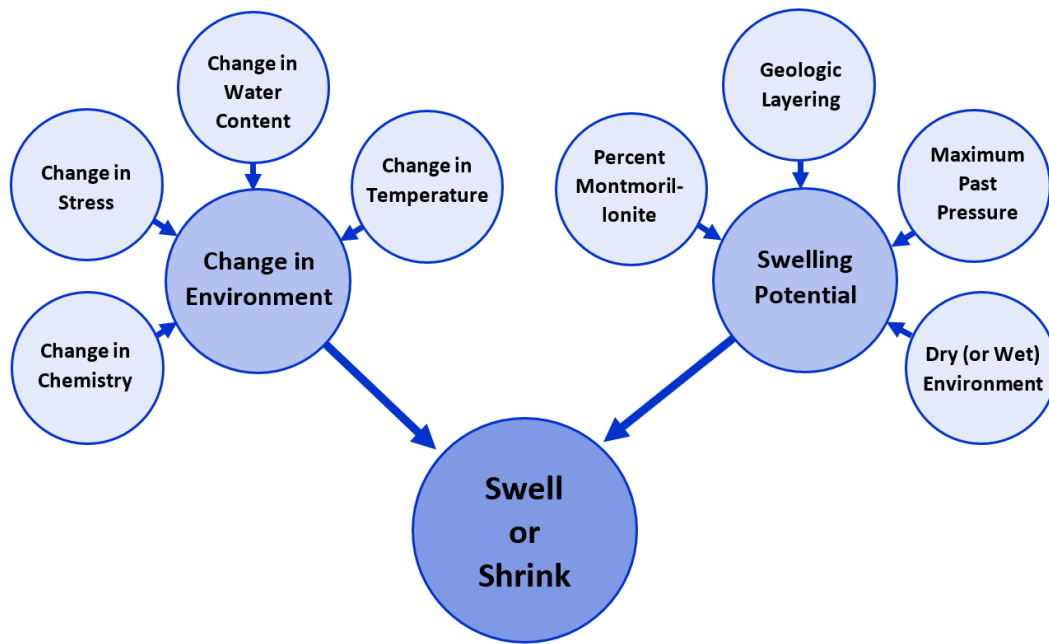 Change in
Water
Content
Geologic
Layering
Change in
Stress
Change in
Temperature
Percent
Montmoril-
lonite
Maximum
Past
Pressure
Change in
Environment
Swelling
Potential
Change in
Chemistry
Dry (or Wet)
Environment
Swell
or
Shrink